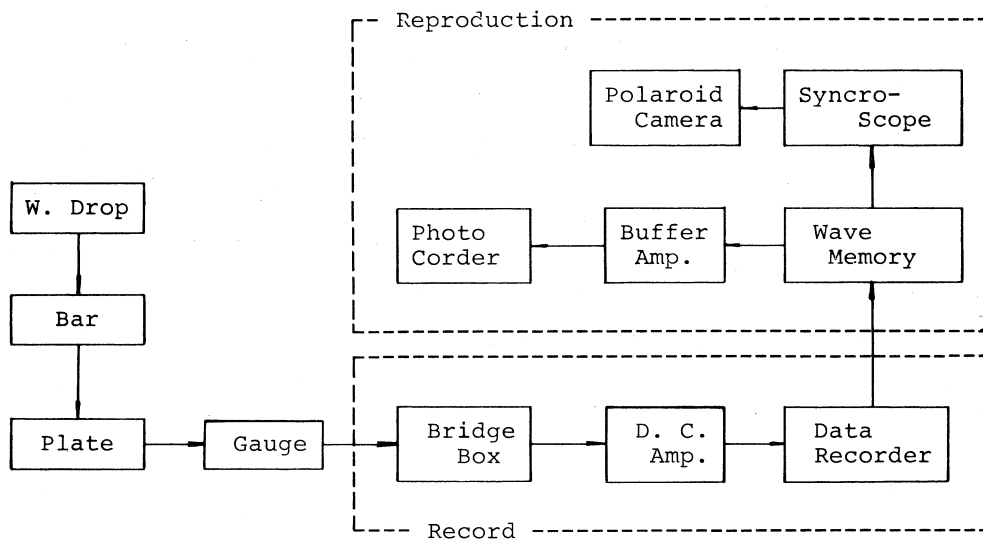 Reproduction
Polaroid
Camera
Syncro-
Scope
W. Drop
Photo
Corder
Buffer
Amp.
Wave
Memory
Bar
Plate
Gauge
Bridge
Box
D. C.
Amp.
Data
Recorder
Record